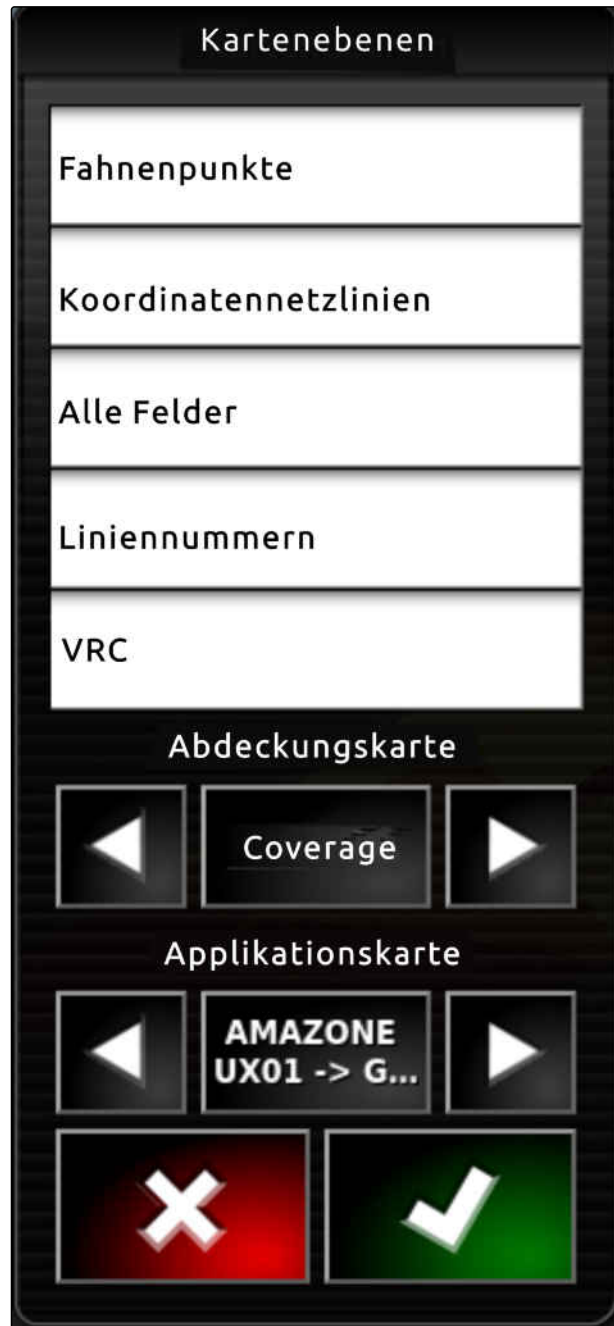 Kartenebenen
Fahnenpunkte
Koordinatennetzlinien
Alle Felder
Liniennummern
VRC
Abdeckungskarte
Coverage
Applikationskarte
AMAZONE
UX01 -> G...